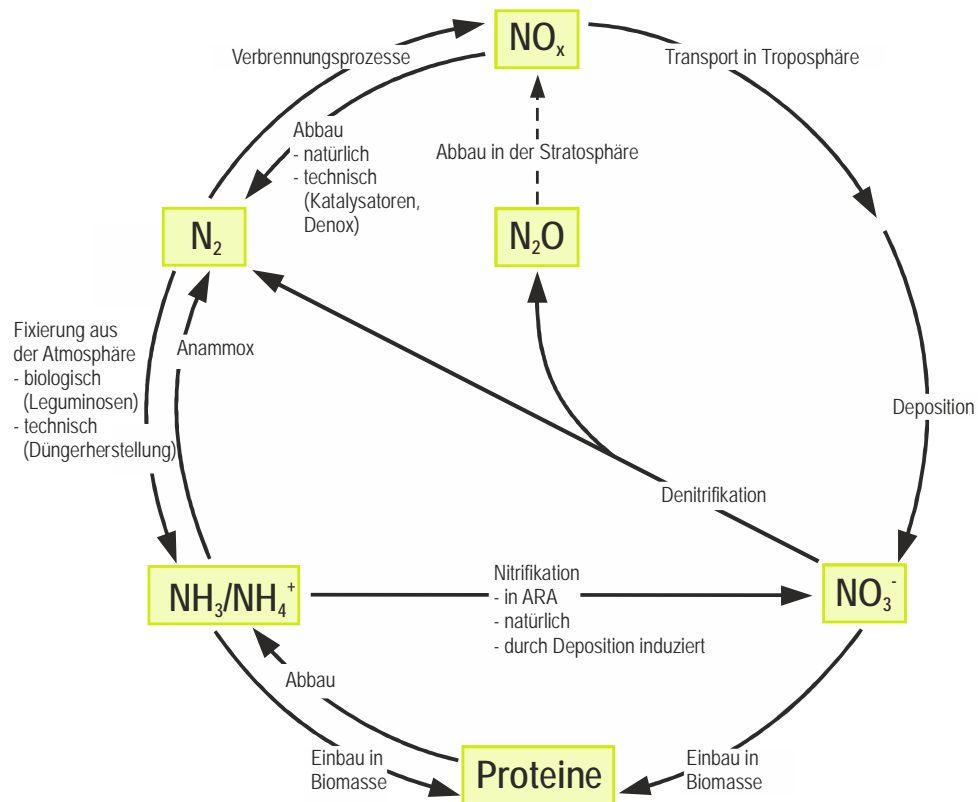 NOₓ
Verbrennungsprozesse
Transport in Troposphäre
Abbau
- natürlich
- technisch
(Katalysatoren,
Denox)
Abbau in der Stratosphäre
N₂
N₂O
Fixierung aus
der Atmosphäre
- biologisch
(Leguminosen)
- technisch
(Düngerherstellung)
Anammox
Deposition
Denitrifikation
NH₃/NH₄⁺
Nitrifikation
- in ARA
- natürlich
- durch Deposition induziert
NO₃⁻
Abbau
Einbau in
Biomasse
Proteine
Einbau in
Biomasse